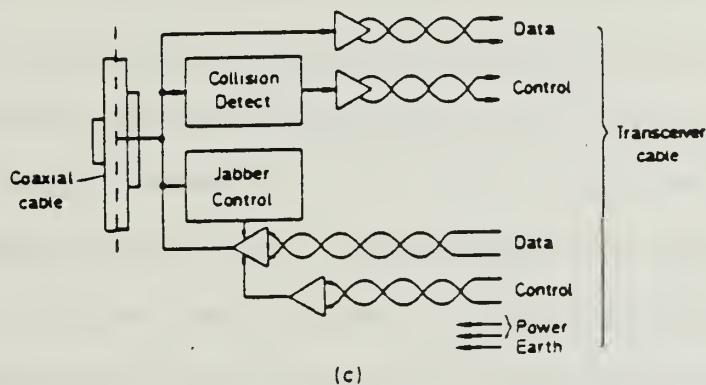 Data
Collision
Detect
Control
Transceiver
cable
Coaxial
cable
Jabber
Control
Data
Control
Power
Earth
(c)